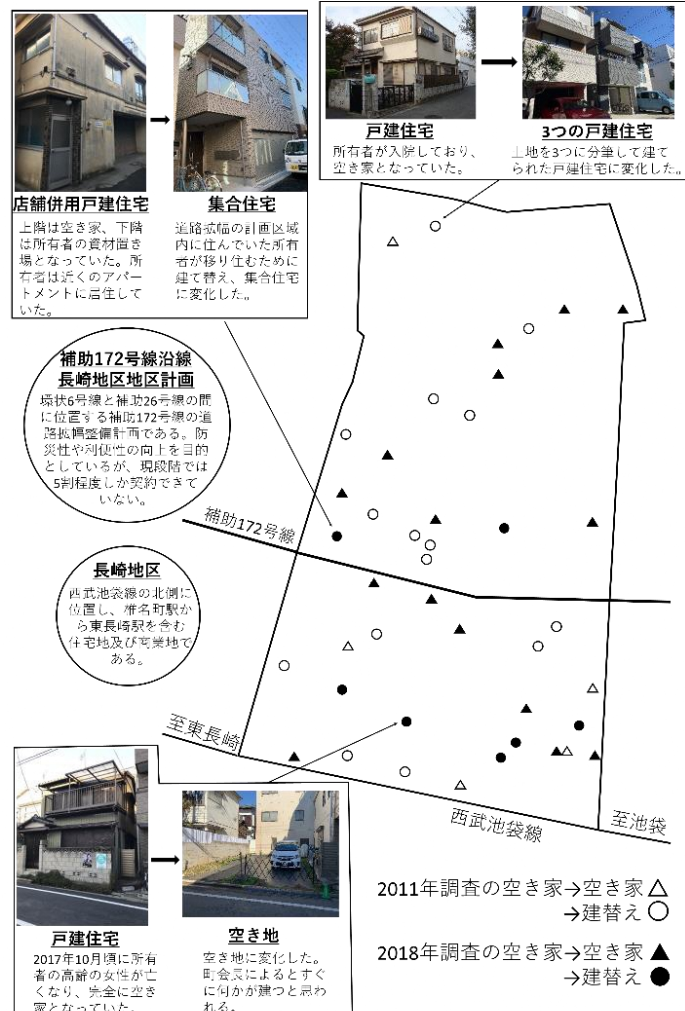 店舗併用戸建住宅
上階は空き家、下階
は所有者の資材置き
場となっていた。所
有者は近くのアパー
トメントに居住して
いた。
集合住宅
道路拡幅の計画区域
内に住んでいた所有
者が移り住むために
建て替え、集合住宅
に変化した。
戸建住宅
所有者が入院しており、
空き家となっていた。
3つの戸建住宅
土地を3つに分筆して建て
られた戸建住宅に変化した。
補助172号線沿線
長崎地区地区計画
環状6号線と補助26号線の間
に位置する補助172号線の道
路拡幅整備計画である。防
災性や利便性の向上を目的
としているが、現段階では
5割程度しか契約できて
いない。
補助172号線
長崎地区
西武池袋線の北側に
位置し、椎名町駅か
ら東長崎駅を含む
住宅地及び商業地で
ある。
至東長崎
西武池袋線
至池袋
戸建住宅
2017年10月頃に所有
者の高齢の女性が亡
くなり、完全に空き
家となっていた。
空き地
空き地に変化した。
町会長によるとすぐ
に何かが建つと思わ
れる。
2011年調査の空き家→空き家 △
→建替え ○
2018年調査の空き家→空き家 ▲
→建替え ●